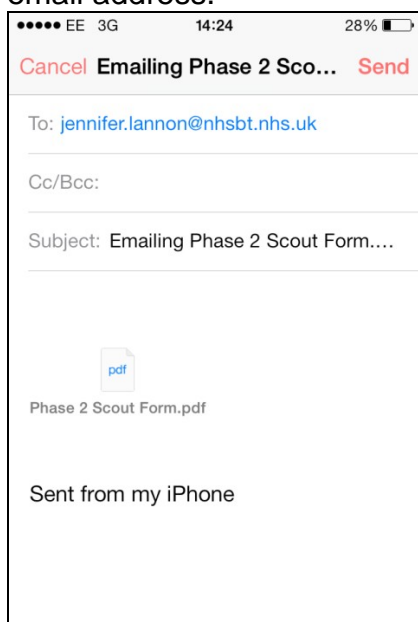 email address.
●●●●● EE 3G 14:24 28%
Cancel Emailing Phase 2 Sco... Send
To: jennifer.lannon@nhsbt.nhs.uk
Cc/Bcc:
Subject: Emailing Phase 2 Scout Form....
pdf
Phase 2 Scout Form.pdf
Sent from my iPhone